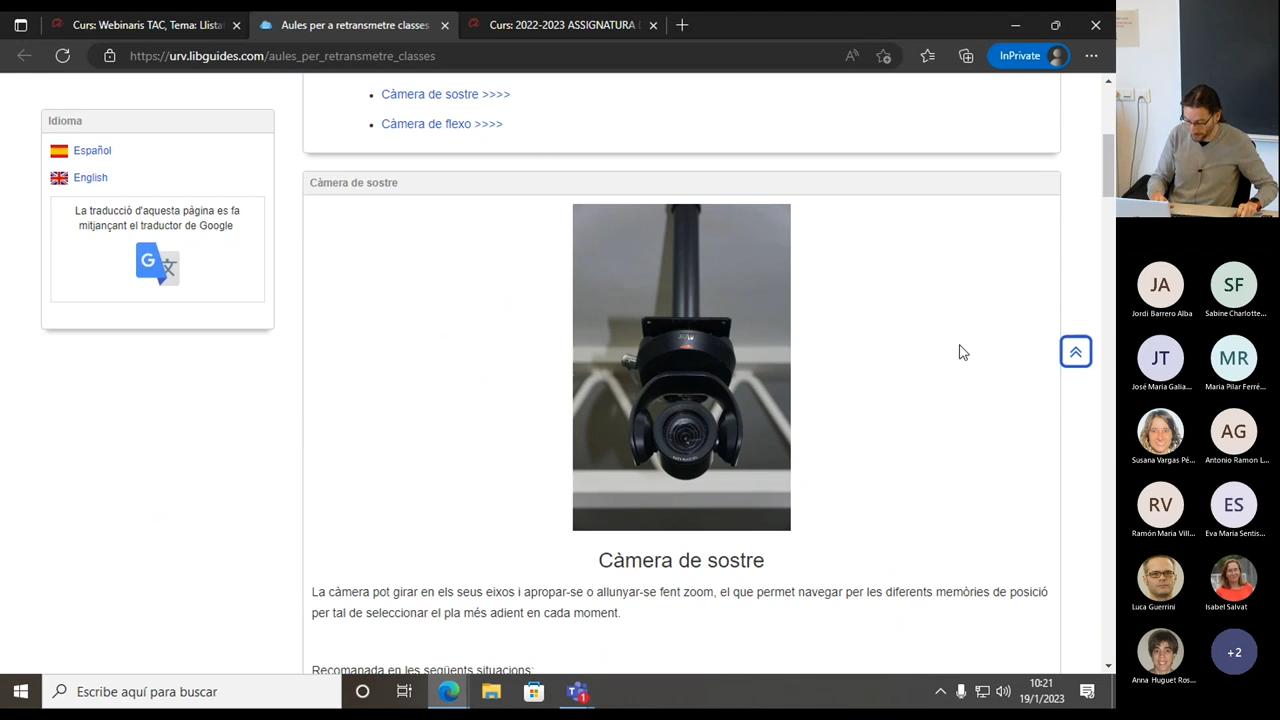 Curs: Webinaris TAC, Tema: Llista
Aules per a retransmetre classes
Curs: 2022-2023 ASSIGNATURA
https://urv.libguides.com/aules_per_retransmetre_classes
InPrivate
Càmera de sostre >>>>
Càmera de flexo >>>>
Idioma
Español
English
La traducció d'aquesta pàgina es fa
mitjançant el traductor de Google
G
Càmera de sostre
Càmera de sostre
La càmera pot girar en els seus eixos i apropar-se o allunyar-se fent zoom, el que permet navegar per les diferents memòries de posició
per tal de seleccionar el pla més adient en cada moment.
Recomanada en les següents situacions:
JA
Jordi Barrero Alba
SF
Sabine Charlotte...
JT
José Maria Galia...
MR
Maria Pilar Ferré...
Susana Vargas Pé...
AG
Antonio Ramon L...
RV
Ramón Maria Vill...
ES
Eva Maria Sentis...
Luca Guerrini
Isabel Salvat
Anna Huguet Ros...
+2
Escribe aquí para buscar
1
10:21
19/1/2023